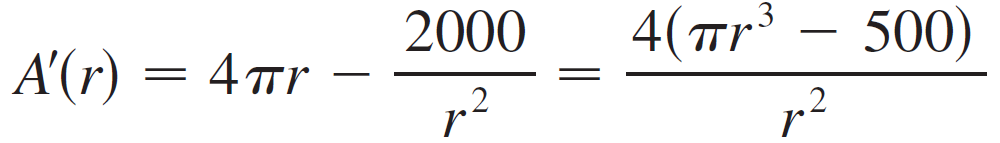 A′(r) = 4πr − 2000/r² = 4(πr³ − 500)/r²